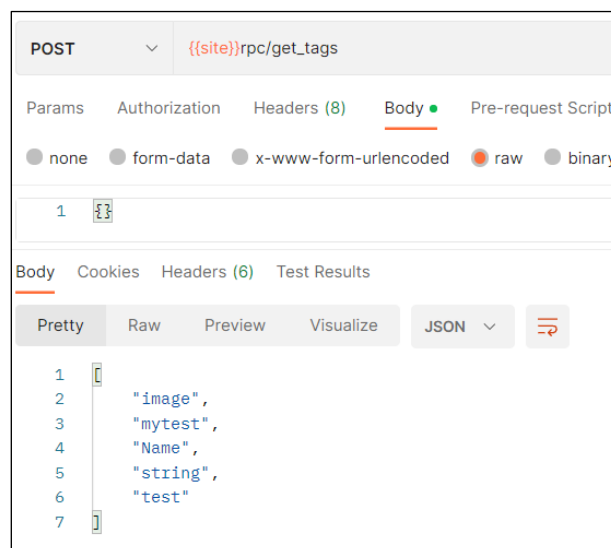 POST {{site}}rpc/get_tags
Params Authorization Headers (8) Body Pre-request Script
none form-data x-www-form-urlencoded raw binary
1 {}
Body Cookies Headers (6) Test Results
Pretty Raw Preview Visualize JSON
1 [
2 "image",
3 "mytest",
4 "Name",
5 "string",
6 "test"
7 ]